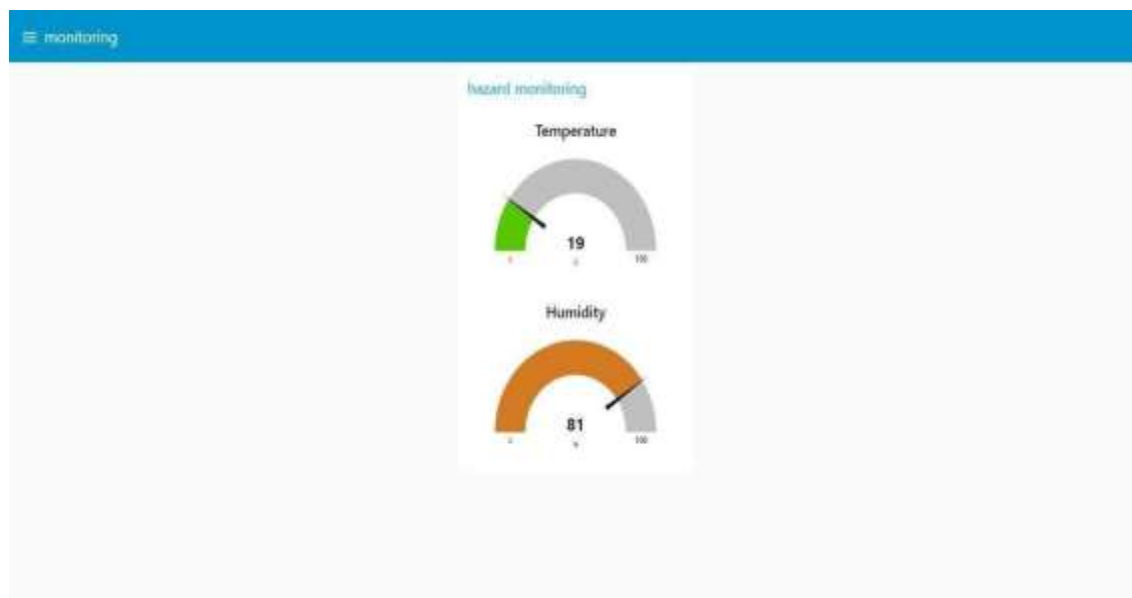 monitoring
hazard monitoring
Temperature
19
100
Humidity
81
100